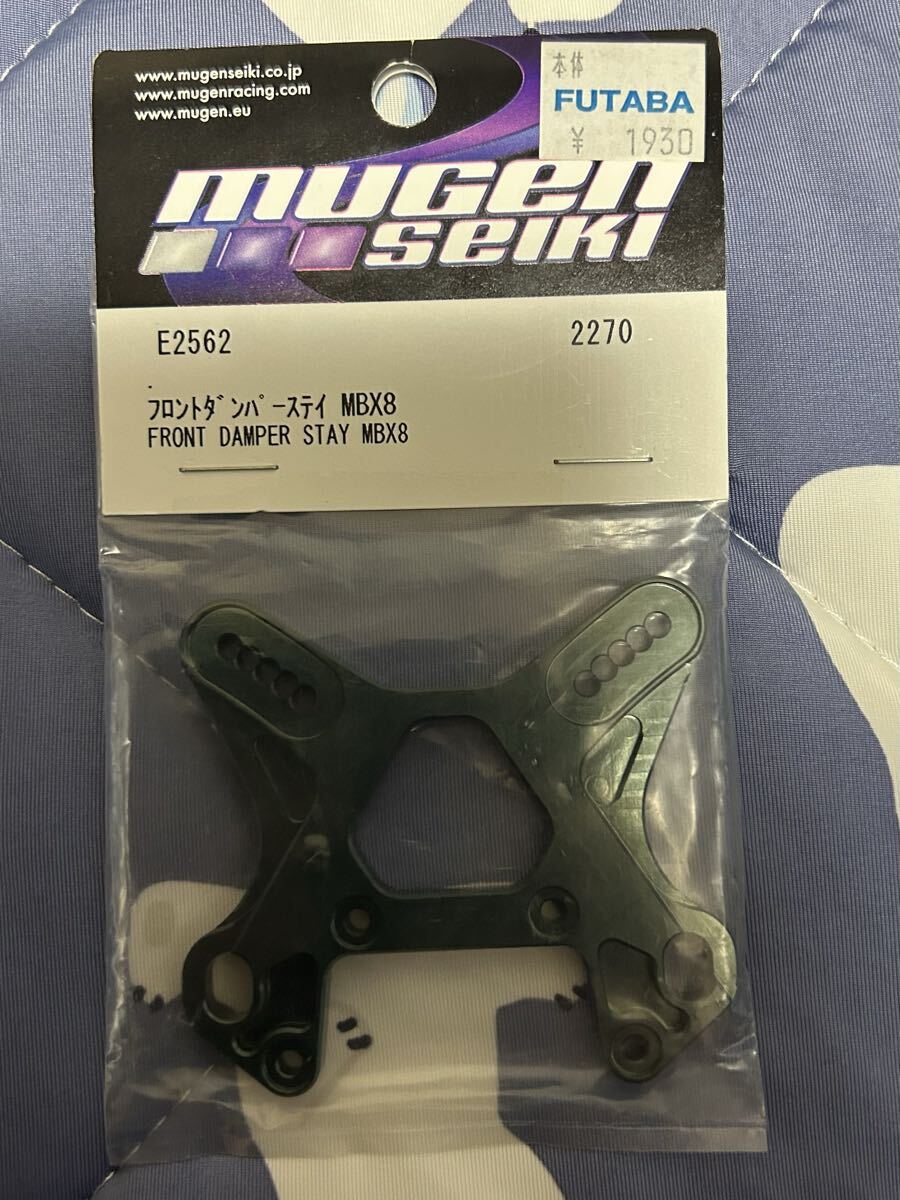 www.mugenseiki.co.jp
www.mugenracing.com
www.mugen.eu
本体
FUTABA
¥ 1930
mugen
seiki
E2562 2270
フロントダンパーステイ MBX8
FRONT DAMPER STAY MBX8